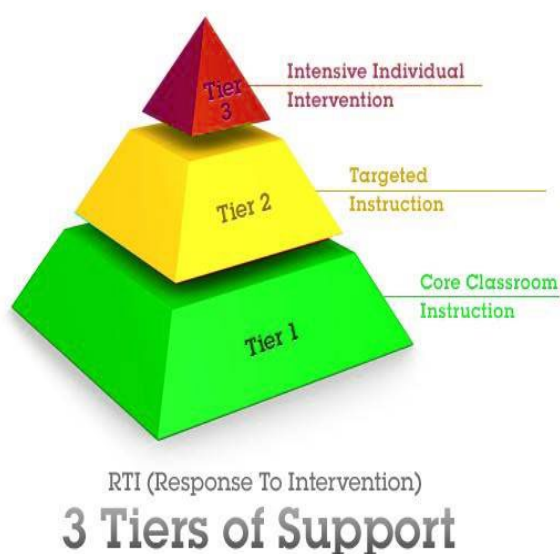 Tier
3
Intensive Individual
Intervention
Tier 2
Targeted
Instruction
Tier 1
Core Classroom
Instruction
RTI (Response To Intervention)
3 Tiers of Support